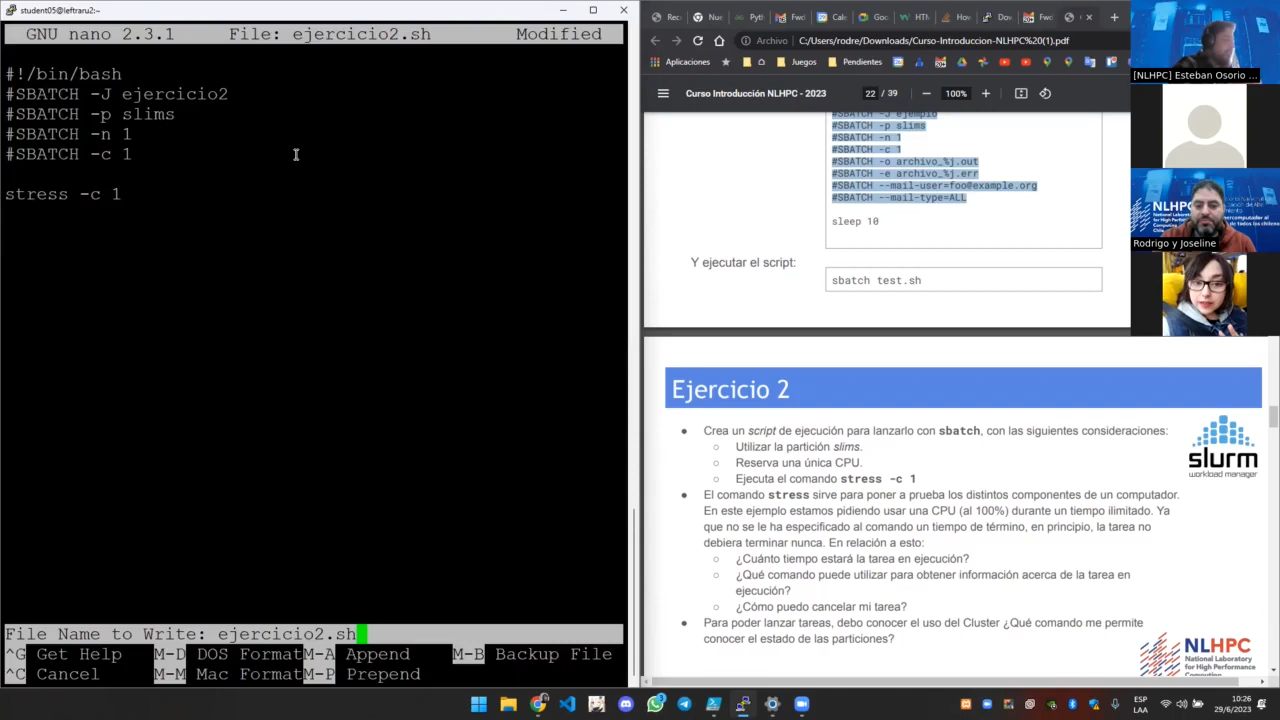 student05@leftraru2:~
GNU nano 2.3.1 File: ejercicio2.sh Modified
#!/bin/bash
#SBATCH -J ejercicio2
#SBATCH -p slims
#SBATCH -n 1
#SBATCH -c 1
stress -c 1
File Name to Write: ejercicio2.sh
^G Get Help M-D DOS Format M-A Append M-B Backup File
^C Cancel M-M Mac Format M-P Prepend
Archivo C:/Users/rodre/Downloads/Curso-Introduccion-NLHPC%20(1).pdf
Aplicaciones Juegos Pendientes
Curso Introducción NLHPC - 2023 22 / 39 100%
#SBATCH -J ejemplo
#SBATCH -p slims
#SBATCH -n 1
#SBATCH -c 1
#SBATCH -o archivo_%j.out
#SBATCH -e archivo_%j.err
#SBATCH --mail-user=foo@example.org
#SBATCH --mail-type=ALL
sleep 10
Y ejecutar el script:
sbatch test.sh
Ejercicio 2
Crea un script de ejecución para lanzarlo con sbatch, con las siguientes consideraciones:
Utilizar la partición slims.
Reserva una única CPU.
Ejecuta el comando stress -c 1
El comando stress sirve para poner a prueba los distintos componentes de un computador.
En este ejemplo estamos pidiendo usar una CPU (al 100%) durante un tiempo ilimitado. Ya
que no se le ha especificado al comando un tiempo de término, en principio, la tarea no
debiera terminar nunca. En relación a esto:
¿Cuánto tiempo estará la tarea en ejecución?
¿Qué comando puede utilizar para obtener información acerca de la tarea en
ejecución?
¿Cómo puedo cancelar mi tarea?
Para poder lanzar tareas, debo conocer el uso del Cluster ¿Qué comando me permite
conocer el estado de las particiones?
slurm
workload manager
NLHPC
National Laboratory
for High Performance
Computing
[NLHPC] Esteban Osorio ...
NLHPC
National Laboratory
for High Performance
Computing
Rodrigo y Joseline
ESP
LAA
10:26
29/6/2023